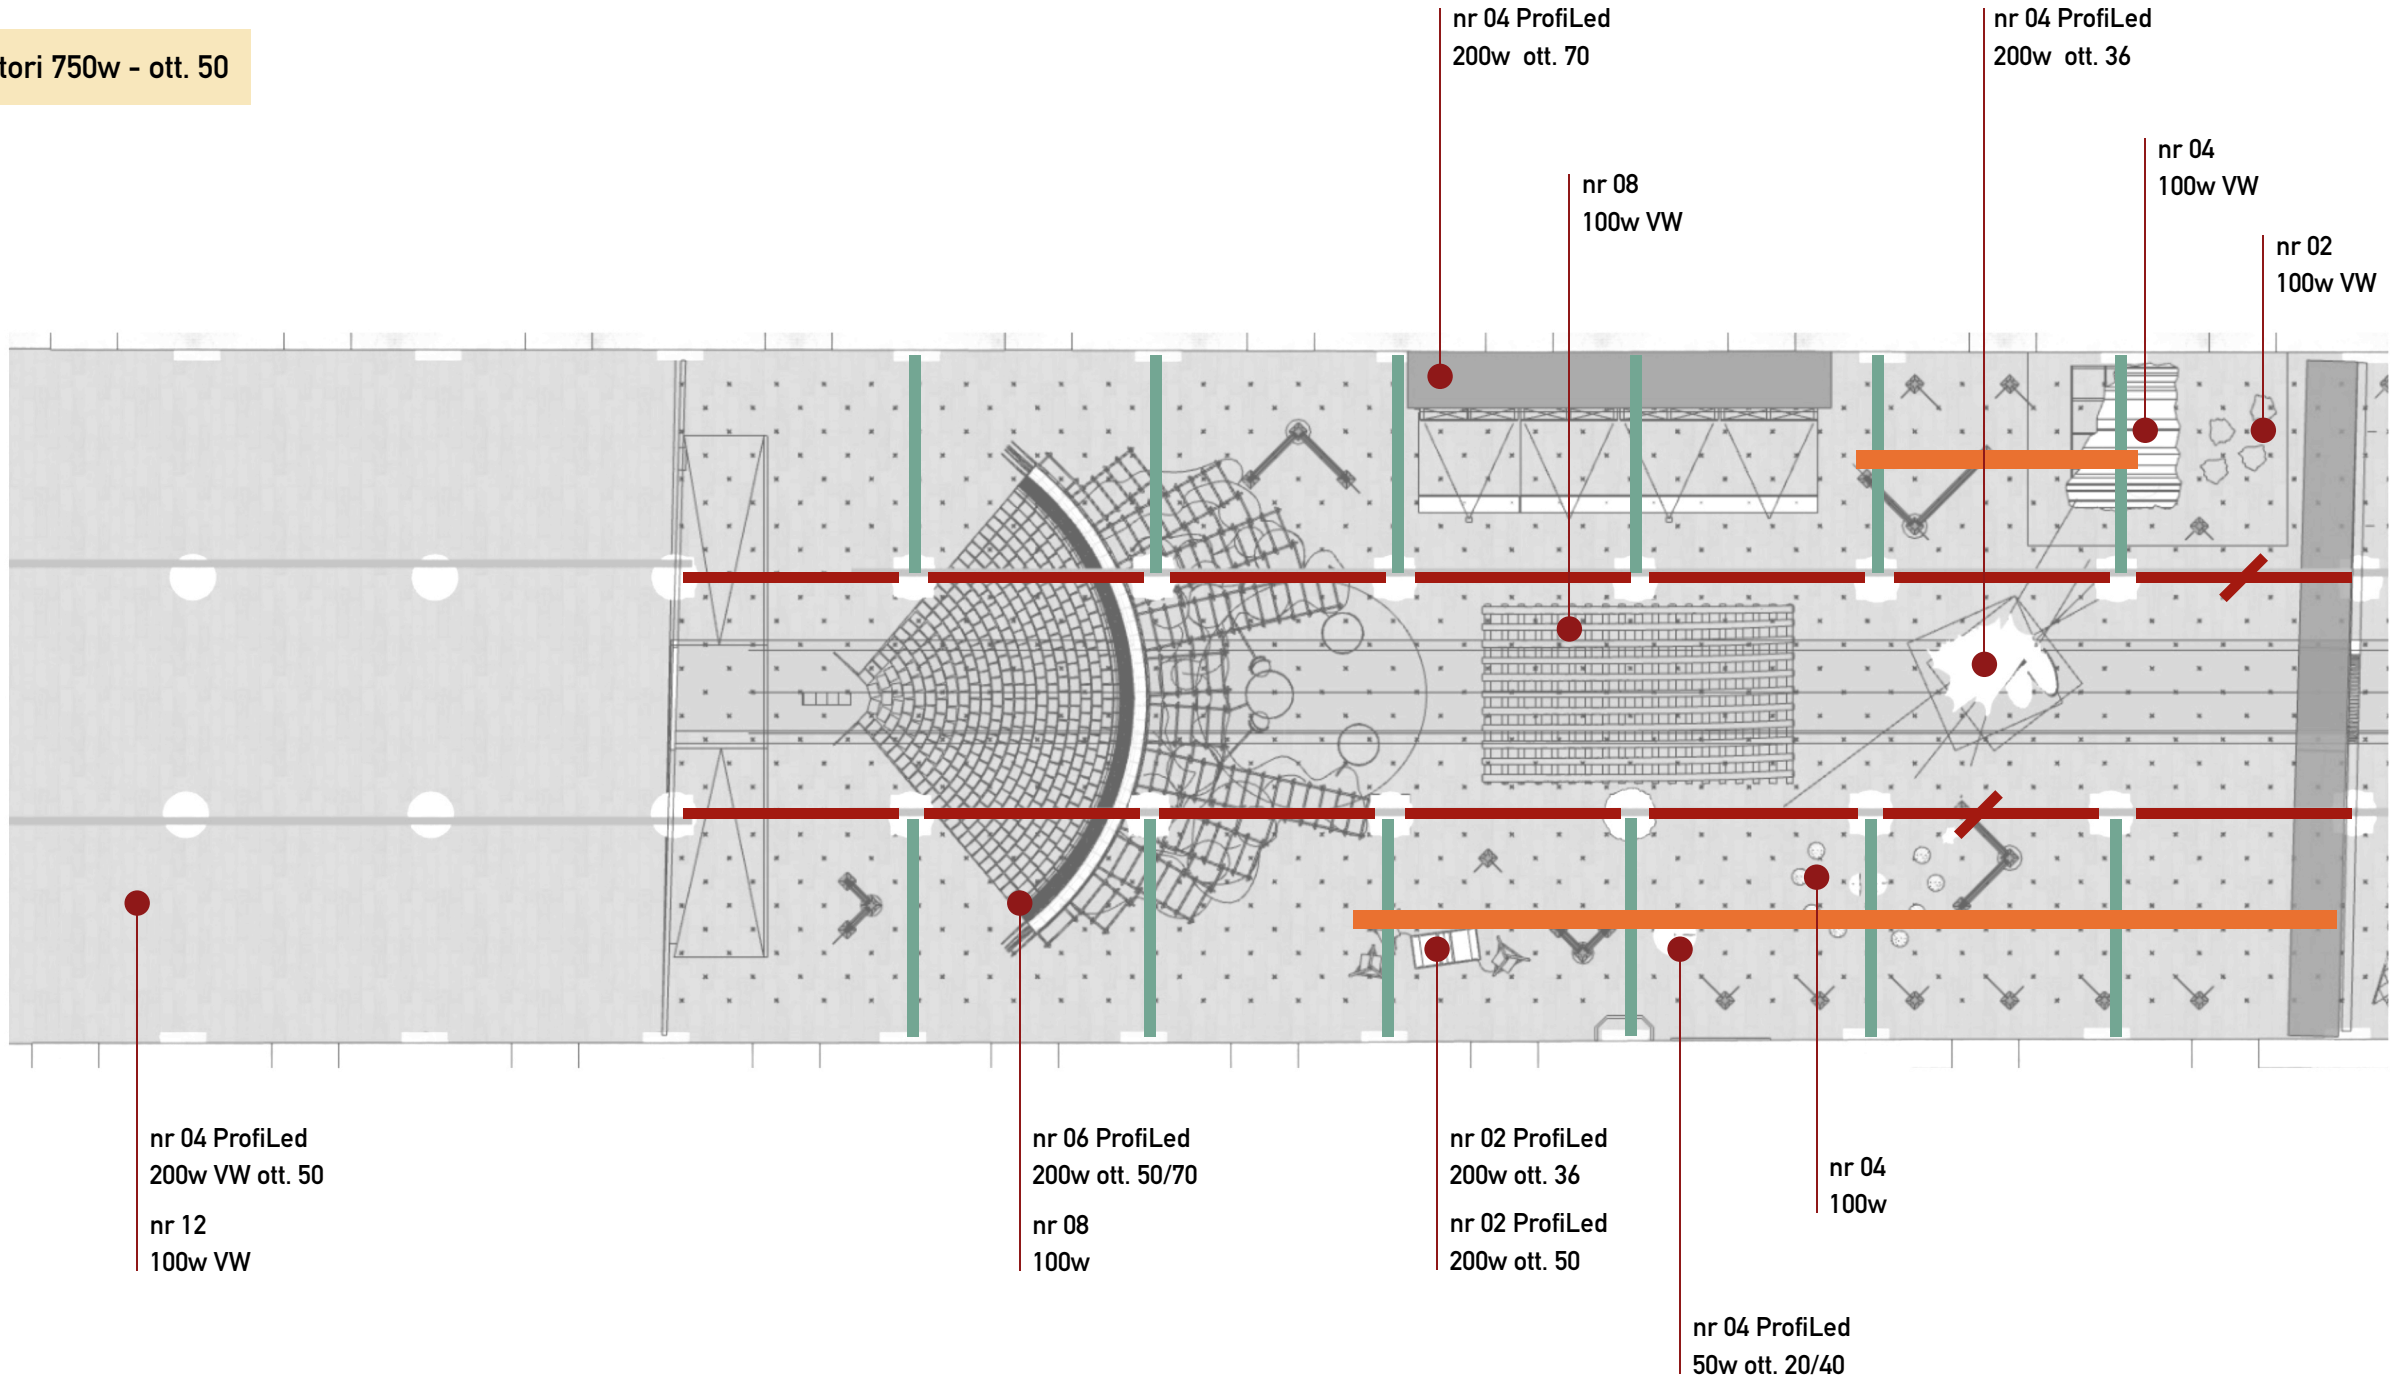 nr 04 ProfiLed
200w  ott. 70
nr 04 ProfiLed
200w  ott. 36
tori 750w - ott. 50
nr 04
100w VW
nr 08
100w VW
nr 02
100w VW
nr 04 ProfiLed
200w VW ott. 50
nr 12
100w VW
nr 06 ProfiLed
200w ott. 50/70
nr 08
100w
nr 02 ProfiLed
200w ott. 36
nr 02 ProfiLed
200w ott. 50
nr 04
100w
nr 04 ProfiLed
50w ott. 20/40